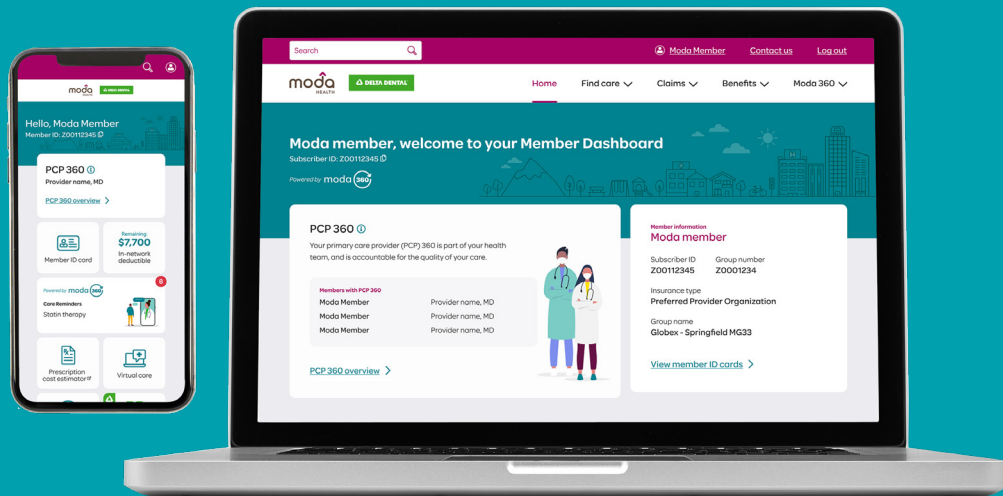 moda
HEALTH
DELTA DENTAL
Hello, Moda Member
Member ID: Z00112345
PCP 360
Provider name, MD
PCP 360 overview
Member ID card
Remaining:
$7,700
In-network
deductible
Powered by moda 360
Care Reminders
Statin therapy
Prescription
cost estimator
Virtual care
Search
Moda Member
Contact us
Log out
moda
HEALTH
DELTA DENTAL
Home
Find care
Claims
Benefits
Moda 360
Moda member, welcome to your Member Dashboard
Subscriber ID: Z00112345
Powered by moda 360
PCP 360
Your primary care provider (PCP) 360 is part of your health
team, and is accountable for the quality of your care.
Members with PCP 360
Moda Member Provider name, MD
Moda Member Provider name, MD
Moda Member Provider name, MD
PCP 360 overview
Member information
Moda member
Subscriber ID Group number
Z00112345 Z0001234
Insurance type
Preferred Provider Organization
Group name
Globex - Springfield MG33
View member ID cards